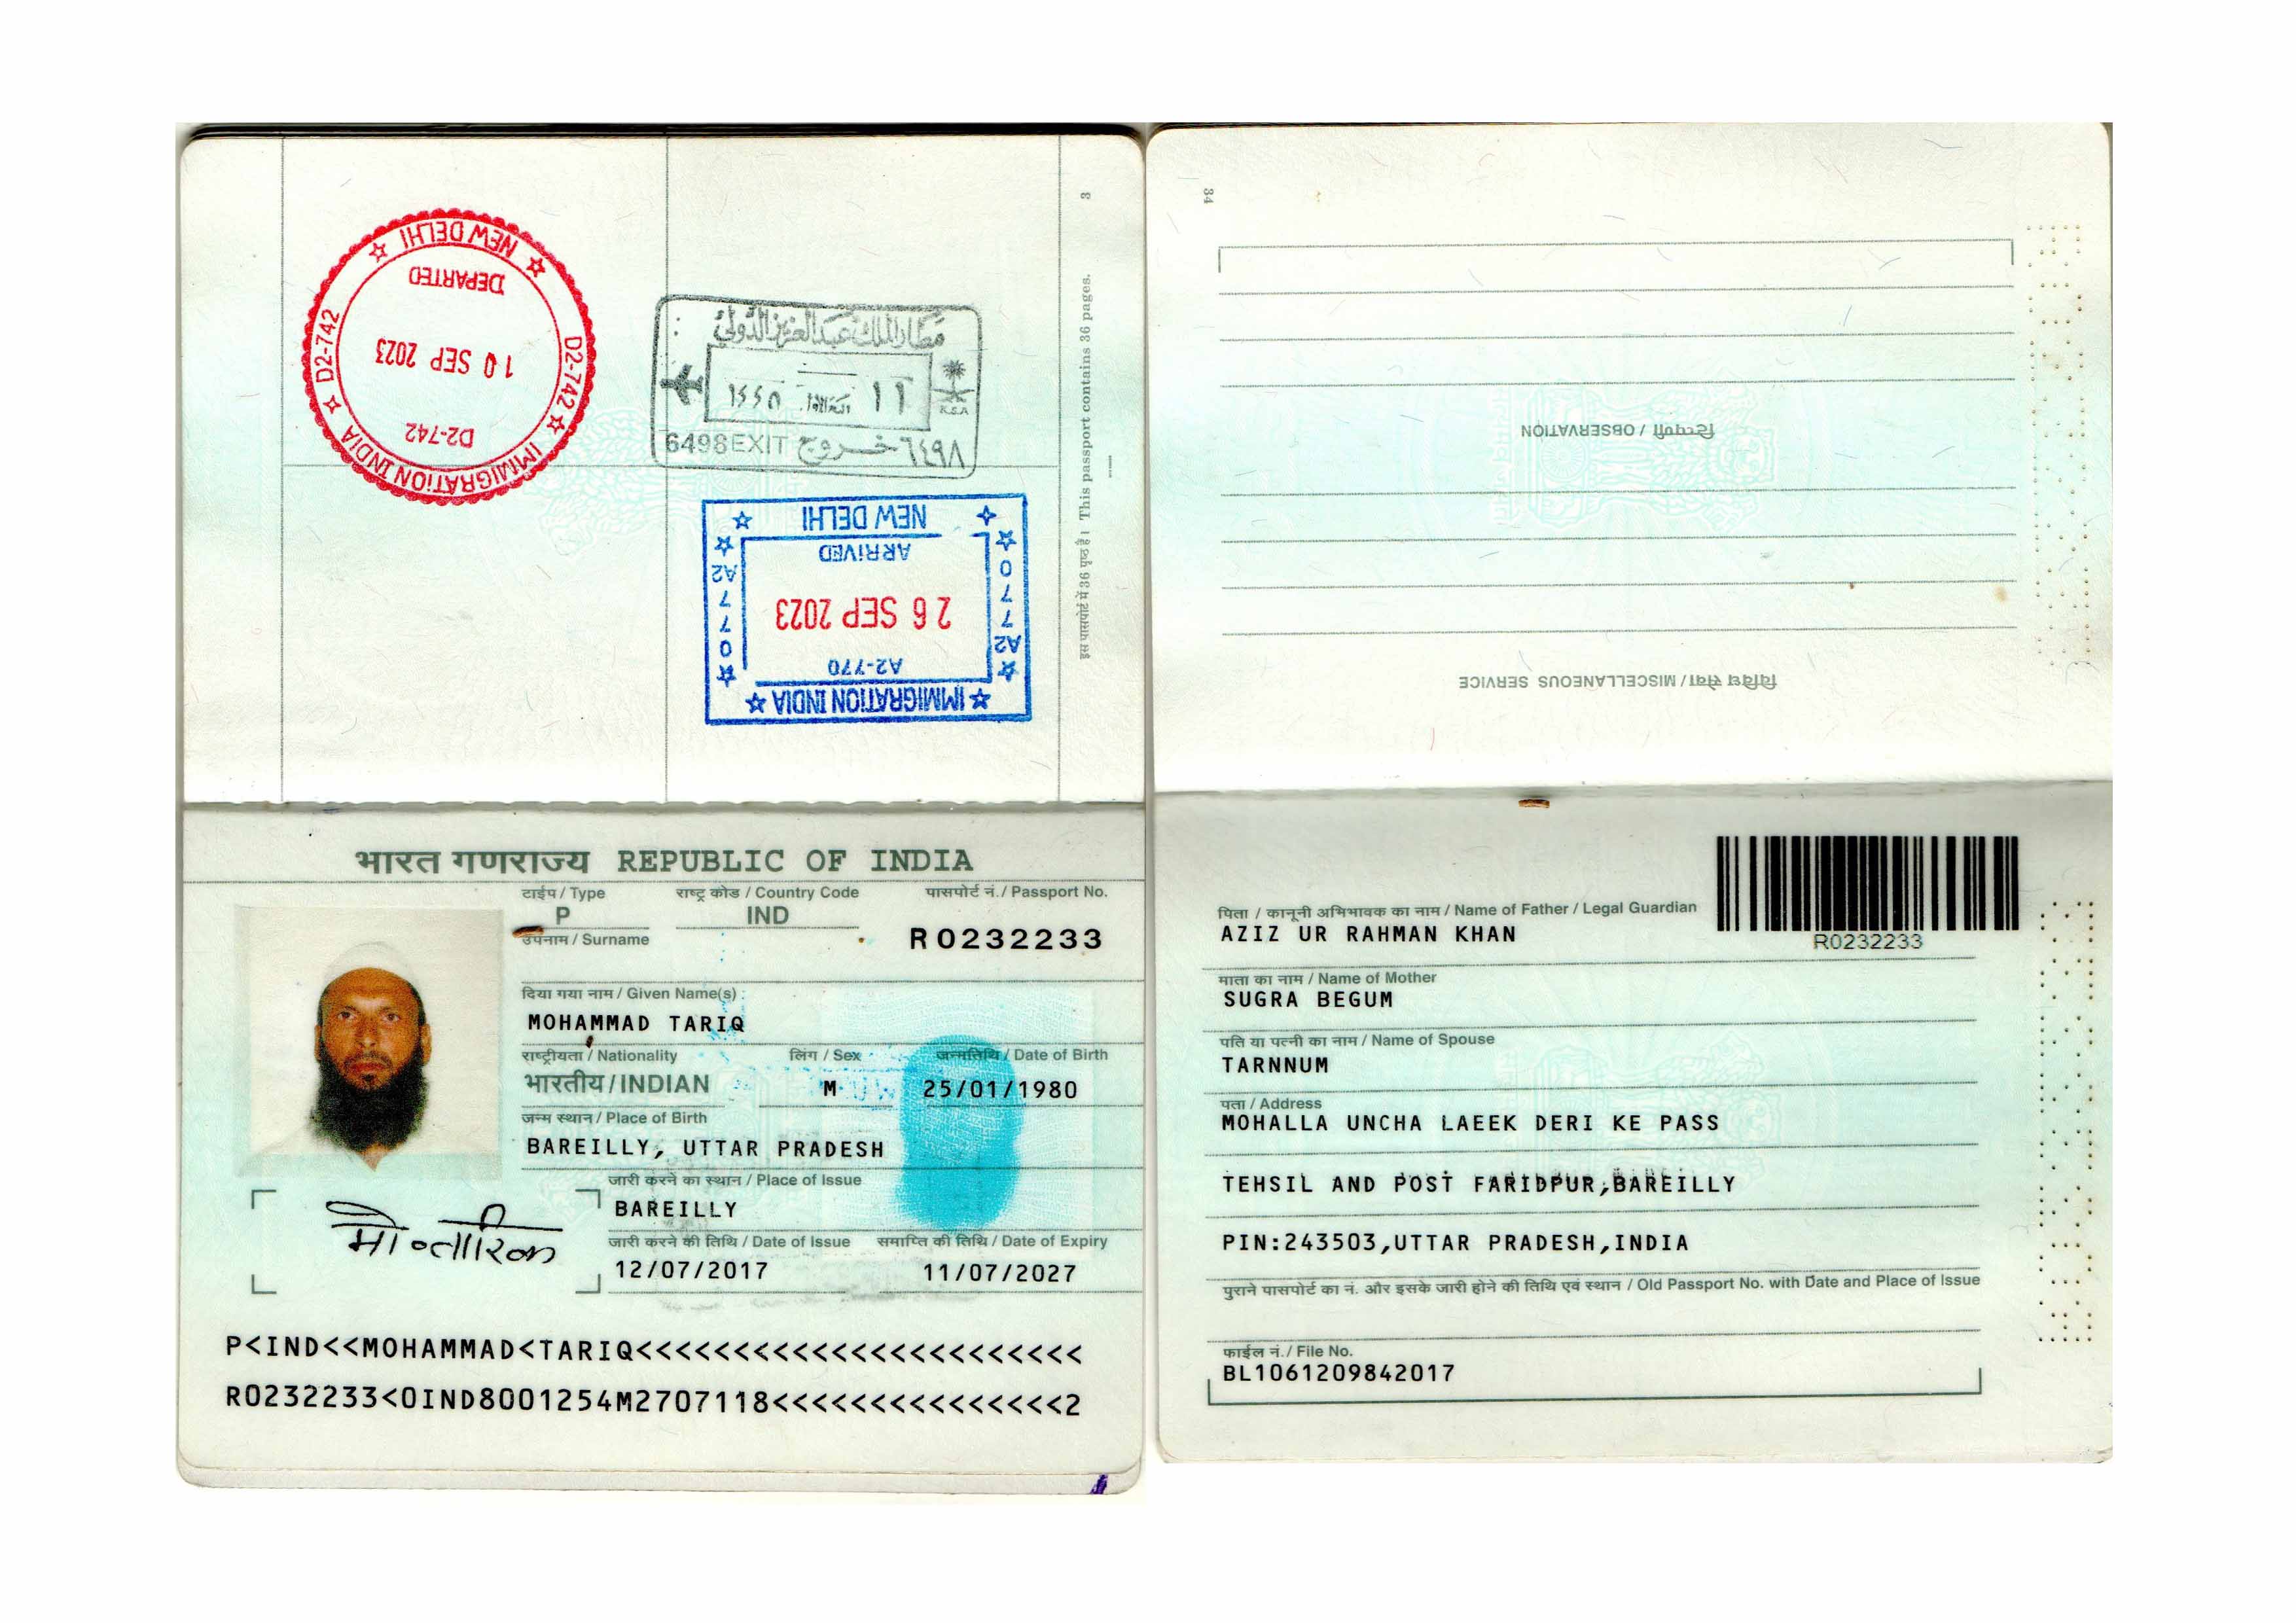 NEW DELHI
DEPARTED
10 SEP 2023
D2-742
IMMIGRATION INDIA
D2-742
D2-742
مطار الملك عبدالعزيز الدولي
١١
١٤٤٥
K.S.A
6498 EXIT خروج ٦٤٩٨
NEW DELHI
ARRIVED
26 SEP 2023
A2-770
IMMIGRATION INDIA
A2 770
A2 770
3
इस पासपोर्ट में 36 पृष्ठ हैं। This passport contains 36 pages.
34
टिप्पणी / OBSERVATION
विविध सेवा / MISCELLANEOUS SERVICE
भारत गणराज्य REPUBLIC OF INDIA
टाईप / Type राष्ट्र कोड / Country Code पासपोर्ट नं./ Passport No.
P IND R0232233
उपनाम / Surname
दिया गया नाम / Given Name(s)
MOHAMMAD TARIQ
राष्ट्रीयता / Nationality लिंग / Sex जन्मतिथि / Date of Birth
भारतीय/INDIAN M 25/01/1980
जन्म स्थान / Place of Birth
BAREILLY, UTTAR PRADESH
जारी करने का स्थान / Place of Issue
BAREILLY
जारी करने की तिथि / Date of Issue समाप्ति की तिथि / Date of Expiry
12/07/2017 11/07/2027
मो॰तारिक
P<IND<<MOHAMMAD<TARIQ<<<<<<<<<<<<<<<<<<<<<<<
R0232233<0IND8001254M2707118<<<<<<<<<<<<<<<2
पिता / कानूनी अभिभावक का नाम / Name of Father / Legal Guardian
AZIZ UR RAHMAN KHAN
R0232233
माता का नाम / Name of Mother
SUGRA BEGUM
पति या पत्नी का नाम / Name of Spouse
TARNNUM
पता / Address
MOHALLA UNCHA LAEEK DERI KE PASS
TEHSIL AND POST FARIDPUR,BAREILLY
PIN:243503,UTTAR PRADESH,INDIA
पुराने पासपोर्ट का नं. और इसके जारी होने की तिथि एवं स्थान / Old Passport No. with Date and Place of Issue
फाईल नं./ File No.
BL1061209842017